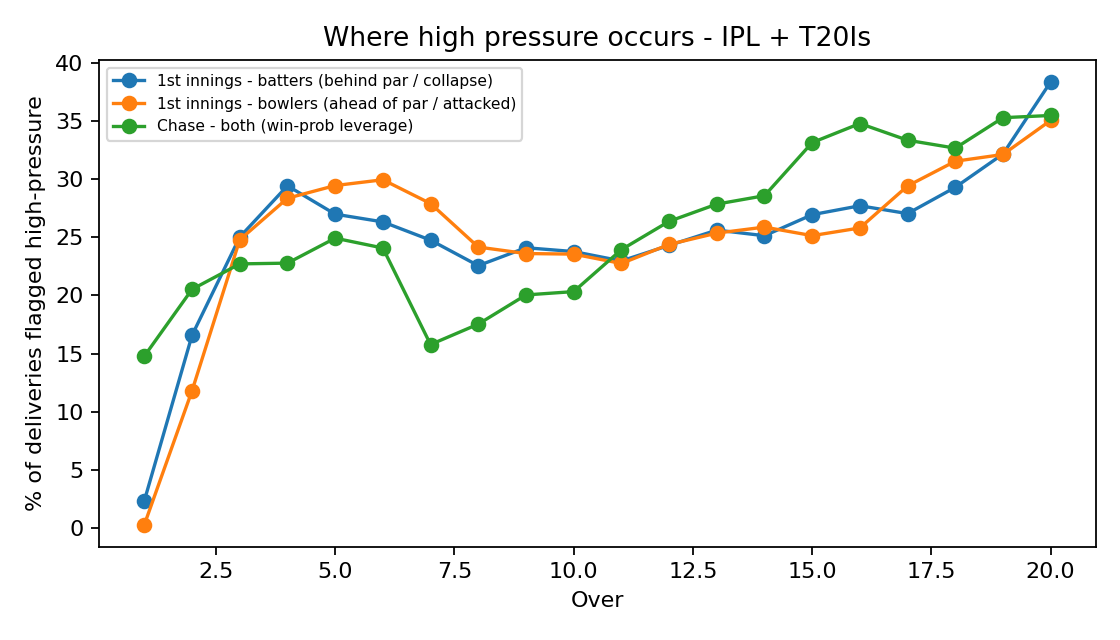 Where high pressure occurs - IPL + T20Is
1st innings - batters (behind par / collapse)
1st innings - bowlers (ahead of par / attacked)
Chase - both (win-prob leverage)
% of deliveries flagged high-pressure
40
35
30
25
20
15
10
5
0
2.5 5.0 7.5 10.0 12.5 15.0 17.5 20.0
Over